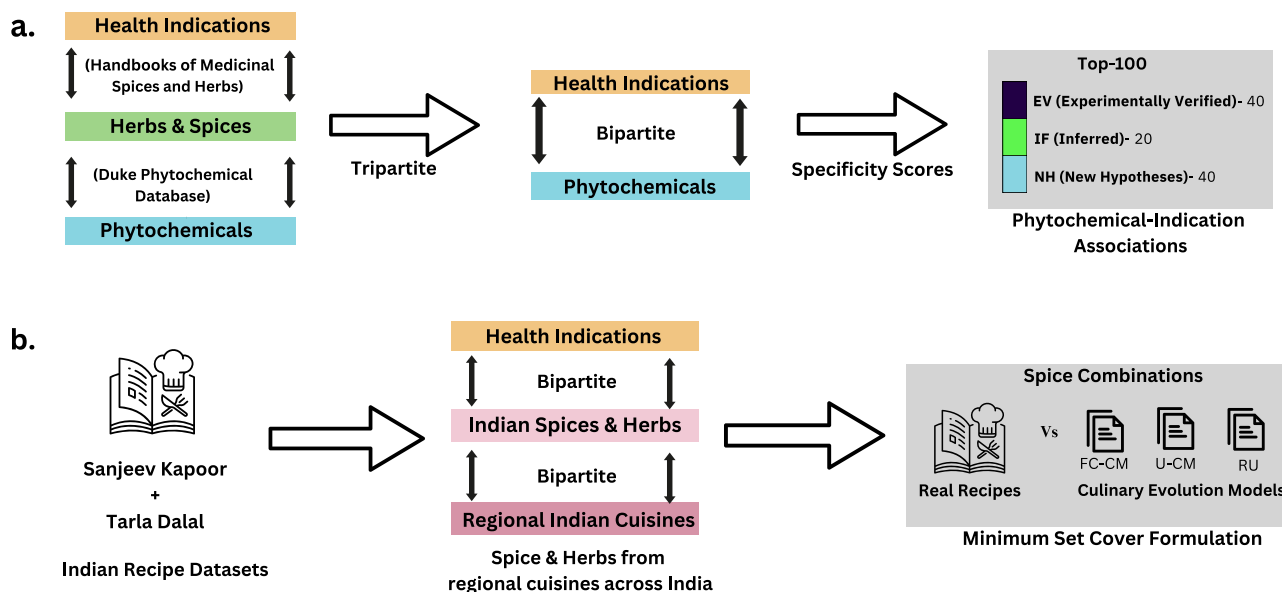 a.
Health Indications
(Handbooks of Medicinal
Spices and Herbs)
Herbs & Spices
(Duke Phytochemical
Database)
Phytochemicals
Tripartite
Health Indications
Bipartite
Phytochemicals
Specificity Scores
Top-100
EV (Experimentally Verified)- 40
IF (Inferred)- 20
NH (New Hypotheses)- 40
Phytochemical-Indication
Associations
b.
Sanjeev Kapoor
+
Tarla Dalal
Indian Recipe Datasets
Health Indications
Bipartite
Indian Spices & Herbs
Bipartite
Regional Indian Cuisines
Spice & Herbs from
regional cuisines across India
Spice Combinations
Real Recipes
Vs
FC-CM
U-CM
RU
Culinary Evolution Models
Minimum Set Cover Formulation